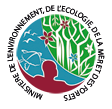 MINISTERE DE L'ENVIRONNEMENT, DE L'ECOLOGIE, DE LA MER ET DES FORETS